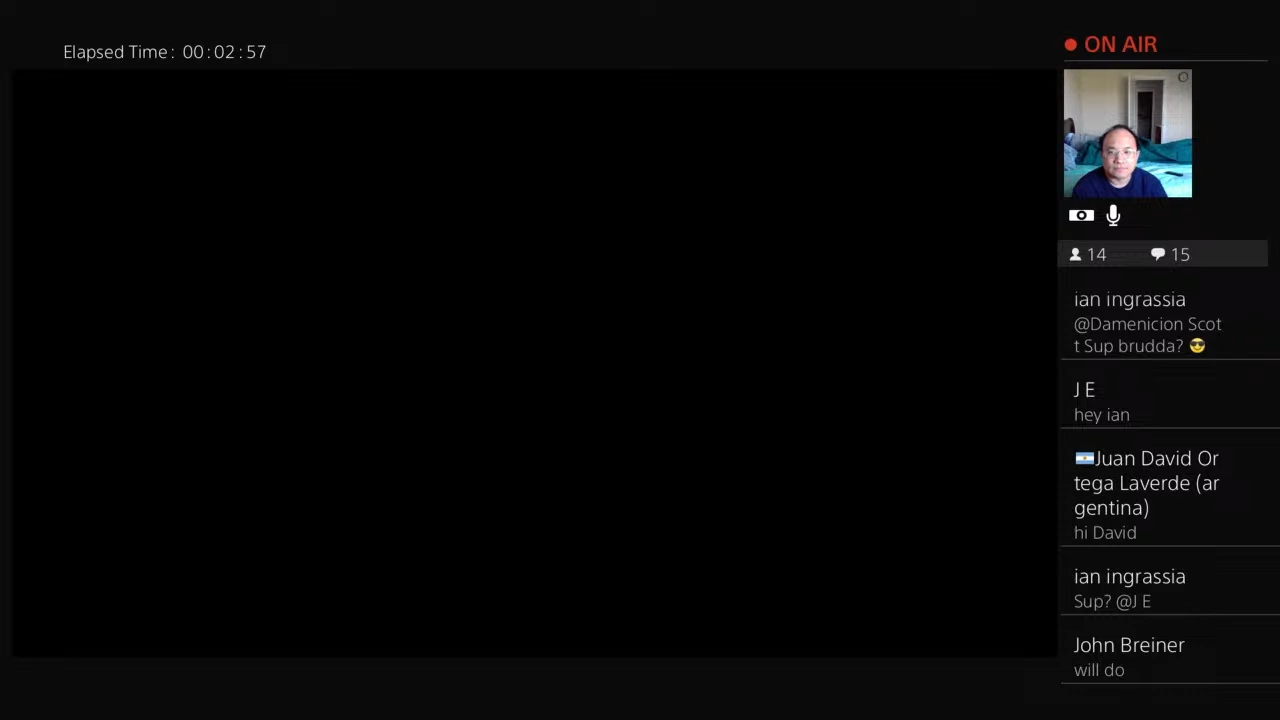 Elapsed Time: 00:02:57
ON AIR
14 15
ian ingrassia
@Damenicion Scot
t Sup brudda? 😎
J E
hey ian
🇦🇷Juan David Or
tega Laverde (ar
gentina)
hi David
ian ingrassia
Sup? @J E
John Breiner
will do